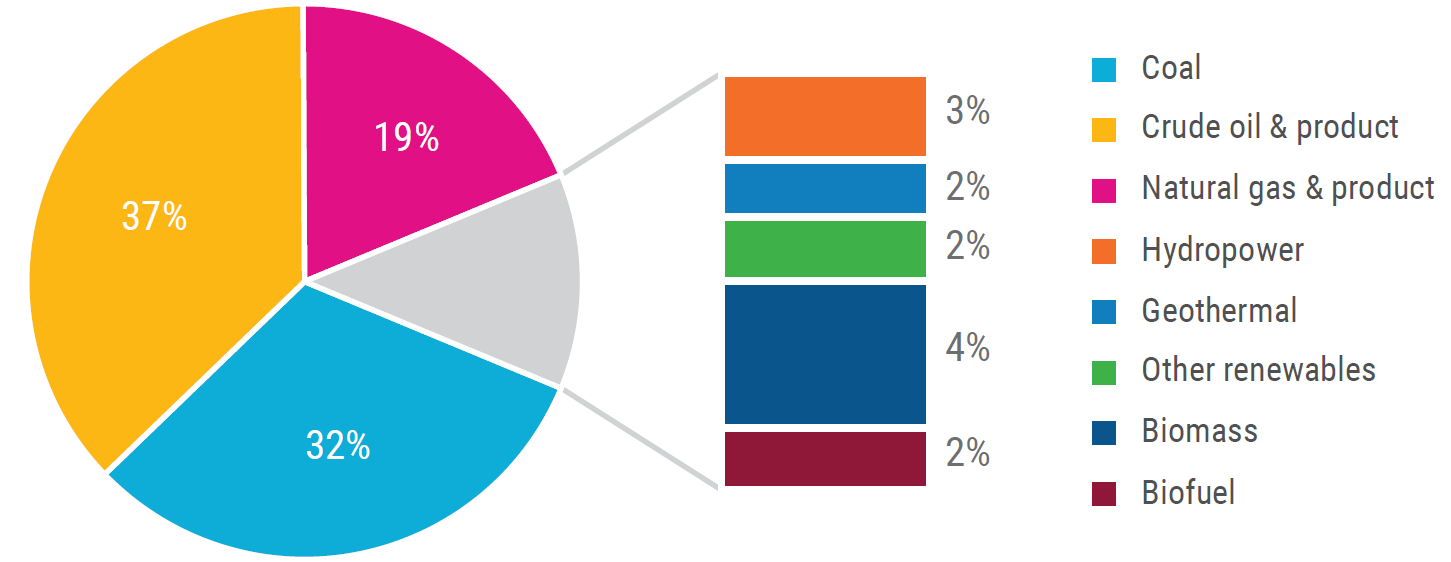 19%
37%
32%
3%
2%
2%
4%
2%
Coal
Crude oil & product
Natural gas & product
Hydropower
Geothermal
Other renewables
Biomass
Biofuel